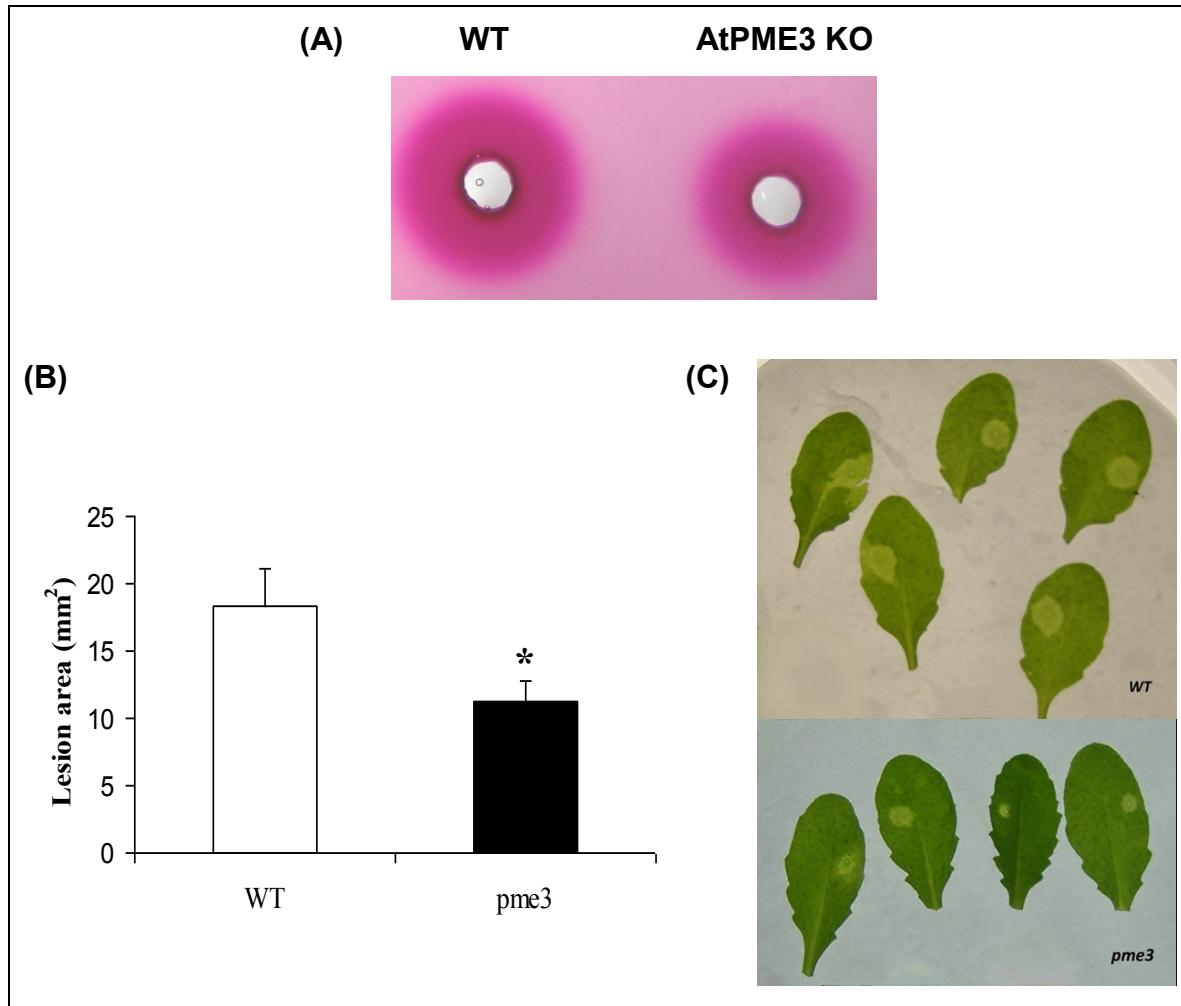 (A) WT AtPME3 KO
(B)
(C)
25
20
15
10
5
0
Lesion area (mm²)
*
WT pme3
WT
pme3